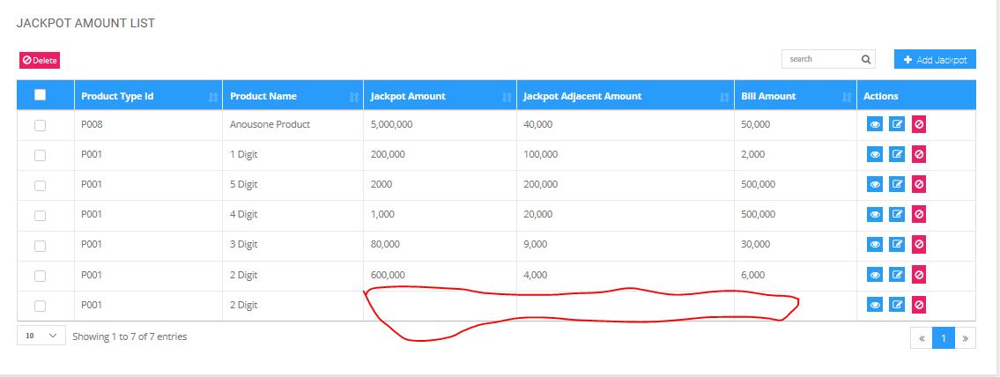 JACKPOT AMOUNT LIST
Delete
search
Add Jackpot
Product Type Id Product Name Jackpot Amount Jackpot Adjacent Amount Bill Amount Actions
P008 Anousone Product 5,000,000 40,000 50,000
P001 1 Digit 200,000 100,000 2,000
P001 5 Digit 2000 200,000 500,000
P001 4 Digit 1,000 20,000 500,000
P001 3 Digit 80,000 9,000 30,000
P001 2 Digit 600,000 4,000 6,000
P001 2 Digit
10 Showing 1 to 7 of 7 entries « 1 »